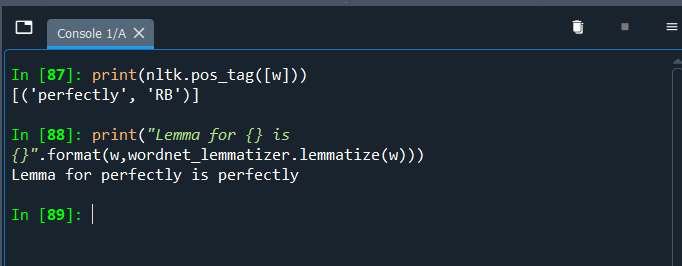 Console 1/A
In [87]: print(nltk.pos_tag([w]))
[('perfectly', 'RB')]
In [88]: print("Lemma for {} is
{}".format(w,wordnet_lemmatizer.lemmatize(w)))
Lemma for perfectly is perfectly
In [89]: